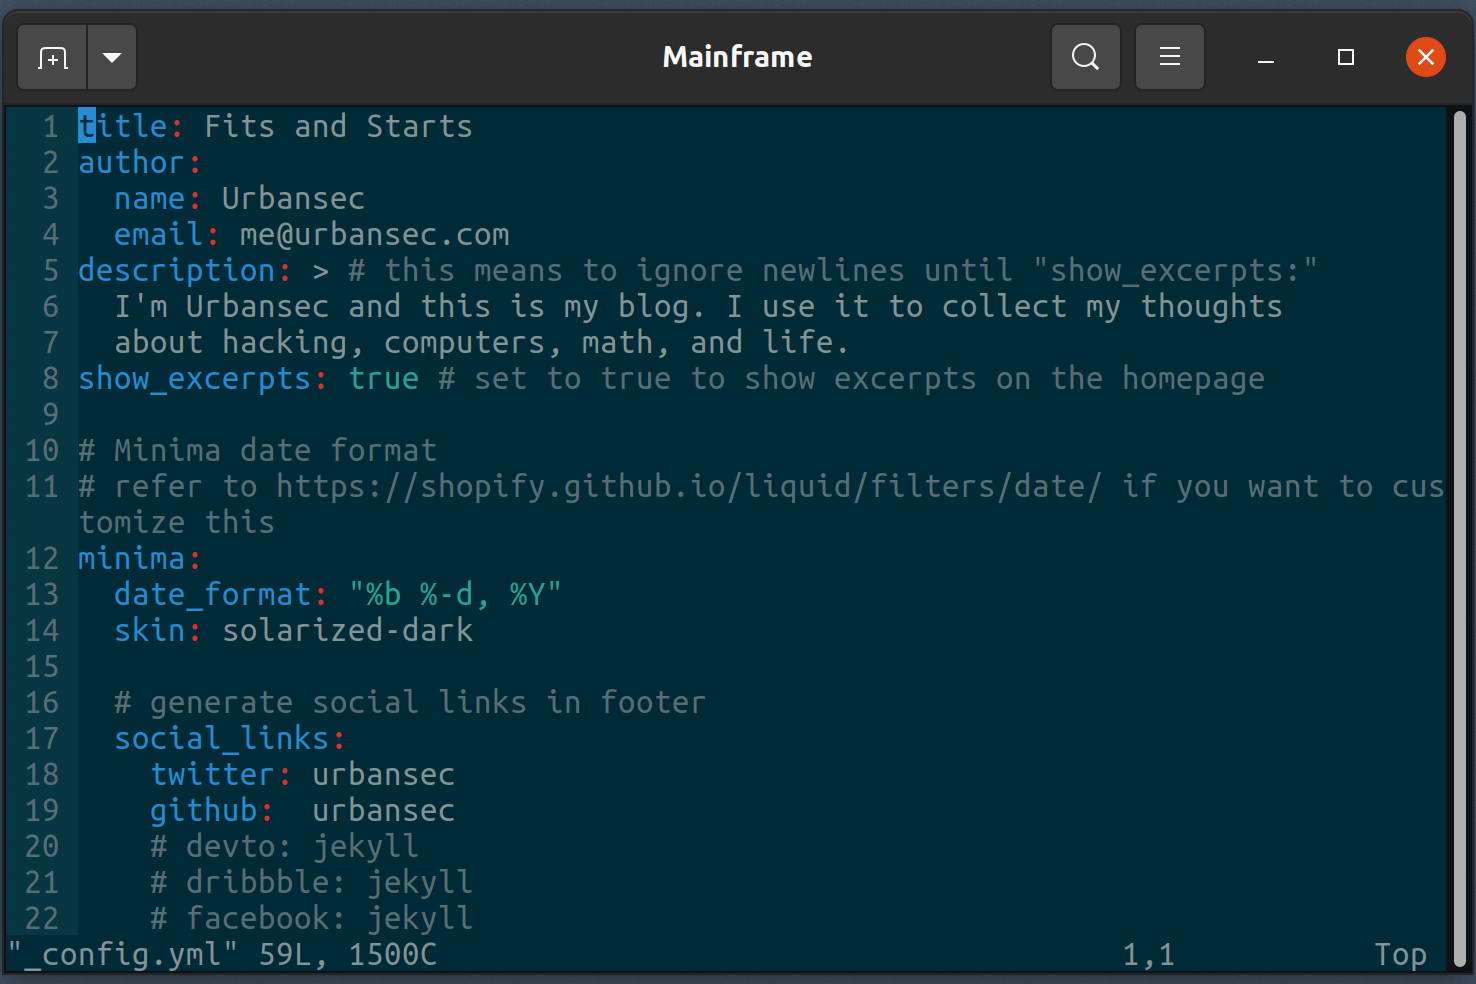 Mainframe
1 title: Fits and Starts
2 author:
3   name: Urbansec
4   email: me@urbansec.com
5 description: > # this means to ignore newlines until "show_excerpts:"
6   I'm Urbansec and this is my blog. I use it to collect my thoughts
7   about hacking, computers, math, and life.
8 show_excerpts: true # set to true to show excerpts on the homepage
9
10 # Minima date format
11 # refer to https://shopify.github.io/liquid/filters/date/ if you want to cus
tomize this
12 minima:
13   date_format: "%b %-d, %Y"
14   skin: solarized-dark
15
16   # generate social links in footer
17   social_links:
18     twitter: urbansec
19     github:  urbansec
20     # devto: jekyll
21     # dribbble: jekyll
22     # facebook: jekyll
"_config.yml" 59L, 1500C 1,1 Top